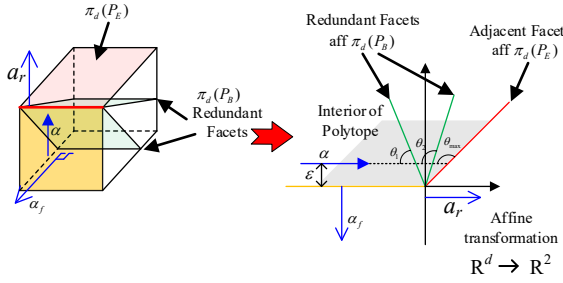 π_d(P_E)
a_r
π_d(P_B)
Redundant
Facets
α
α_f
Redundant Facets
aff π_d(P_B)
Adjacent Facet
aff π_d(P_E)
Interior of
Polytope
θ_1
θ_2
θ_max
α
ε
a_r
α_f
Affine
transformation
R^d → R^2